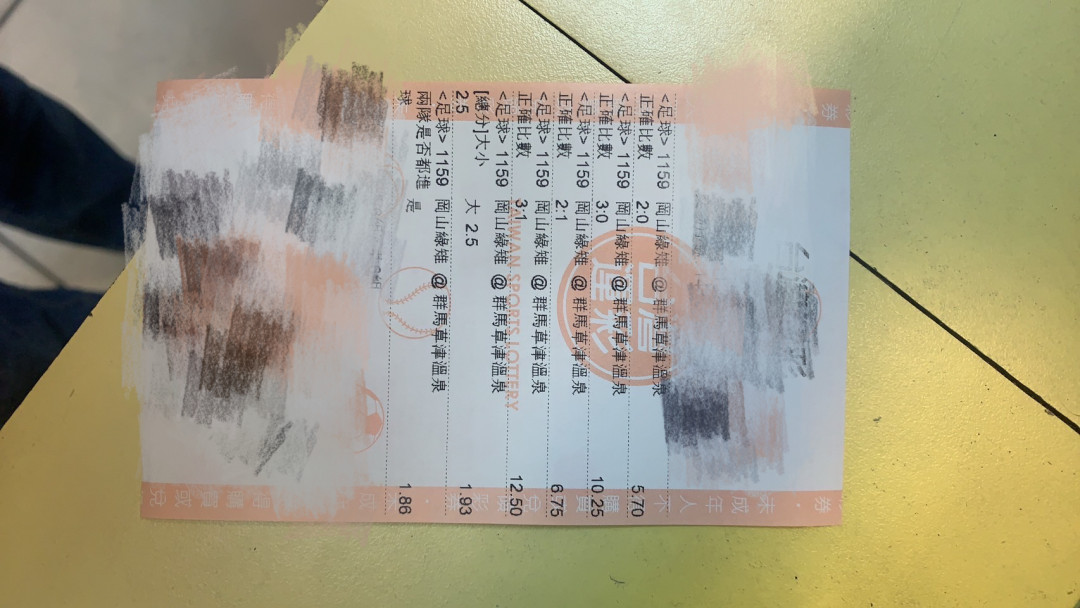 <足球> 1159 岡山綠雉 @ 群馬草津溫泉
正確比數 2:0 5.70
<足球> 1159 岡山綠雉 @ 群馬草津溫泉
正確比數 3:0 10.25
<足球> 1159 岡山綠雉 @ 群馬草津溫泉
正確比數 2:1 6.75
<足球> 1159 岡山綠雉 @ 群馬草津溫泉
正確比數 3:1 12.50
<足球> 1159 岡山綠雉 @ 群馬草津溫泉
[總分]大小 大 2.5 1.93
2.5
<足球> 1159 岡山綠雉 @ 群馬草津溫泉
兩隊是否都進 是 1.86
球
台灣
運彩
TAIWAN SPORTS LOTTERY
券
券・未成年人不